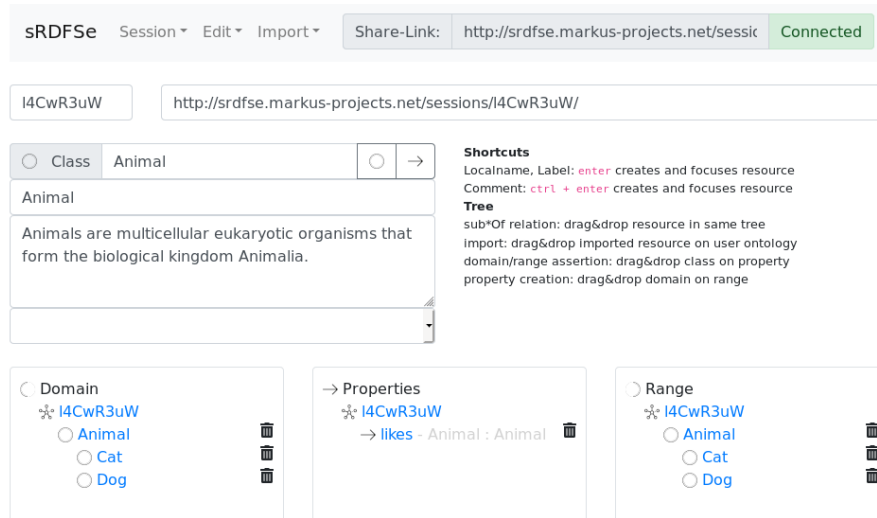 sRDFSe Session Edit Import Share-Link: http://srdfse.markus-projects.net/sessic Connected
l4CwR3uW http://srdfse.markus-projects.net/sessions/l4CwR3uW/
Class Animal
Animal
Animals are multicellular eukaryotic organisms that
form the biological kingdom Animalia.
Shortcuts
Localname, Label: enter creates and focuses resource
Comment: ctrl + enter creates and focuses resource
Tree
sub*Of relation: drag&drop resource in same tree
import: drag&drop imported resource on user ontology
domain/range assertion: drag&drop class on property
property creation: drag&drop domain on range
Domain
l4CwR3uW
Animal
Cat
Dog
Properties
l4CwR3uW
likes - Animal : Animal
Range
l4CwR3uW
Animal
Cat
Dog